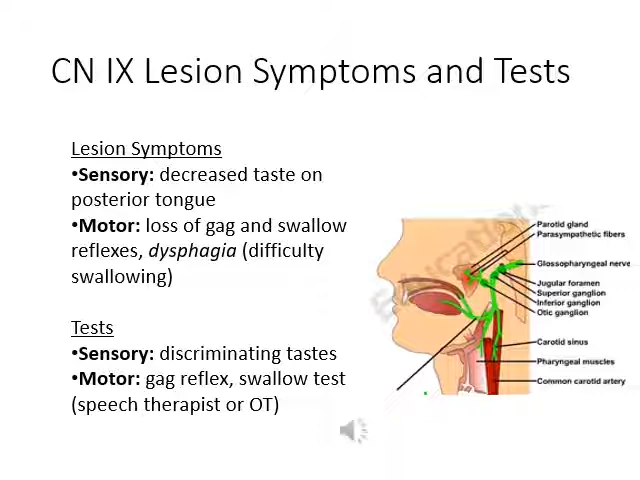 CN IX Lesion Symptoms and Tests
Lesion Symptoms
•Sensory: decreased taste on
posterior tongue
•Motor: loss of gag and swallow
reflexes, dysphagia (difficulty
swallowing)
Tests
•Sensory: discriminating tastes
•Motor: gag reflex, swallow test
(speech therapist or OT)
Parotid gland
Parasympathetic fibers
Glossopharyngeal nerve
Jugular foramen
Superior ganglion
Inferior ganglion
Otic ganglion
Carotid sinus
Pharyngeal muscles
Common carotid artery